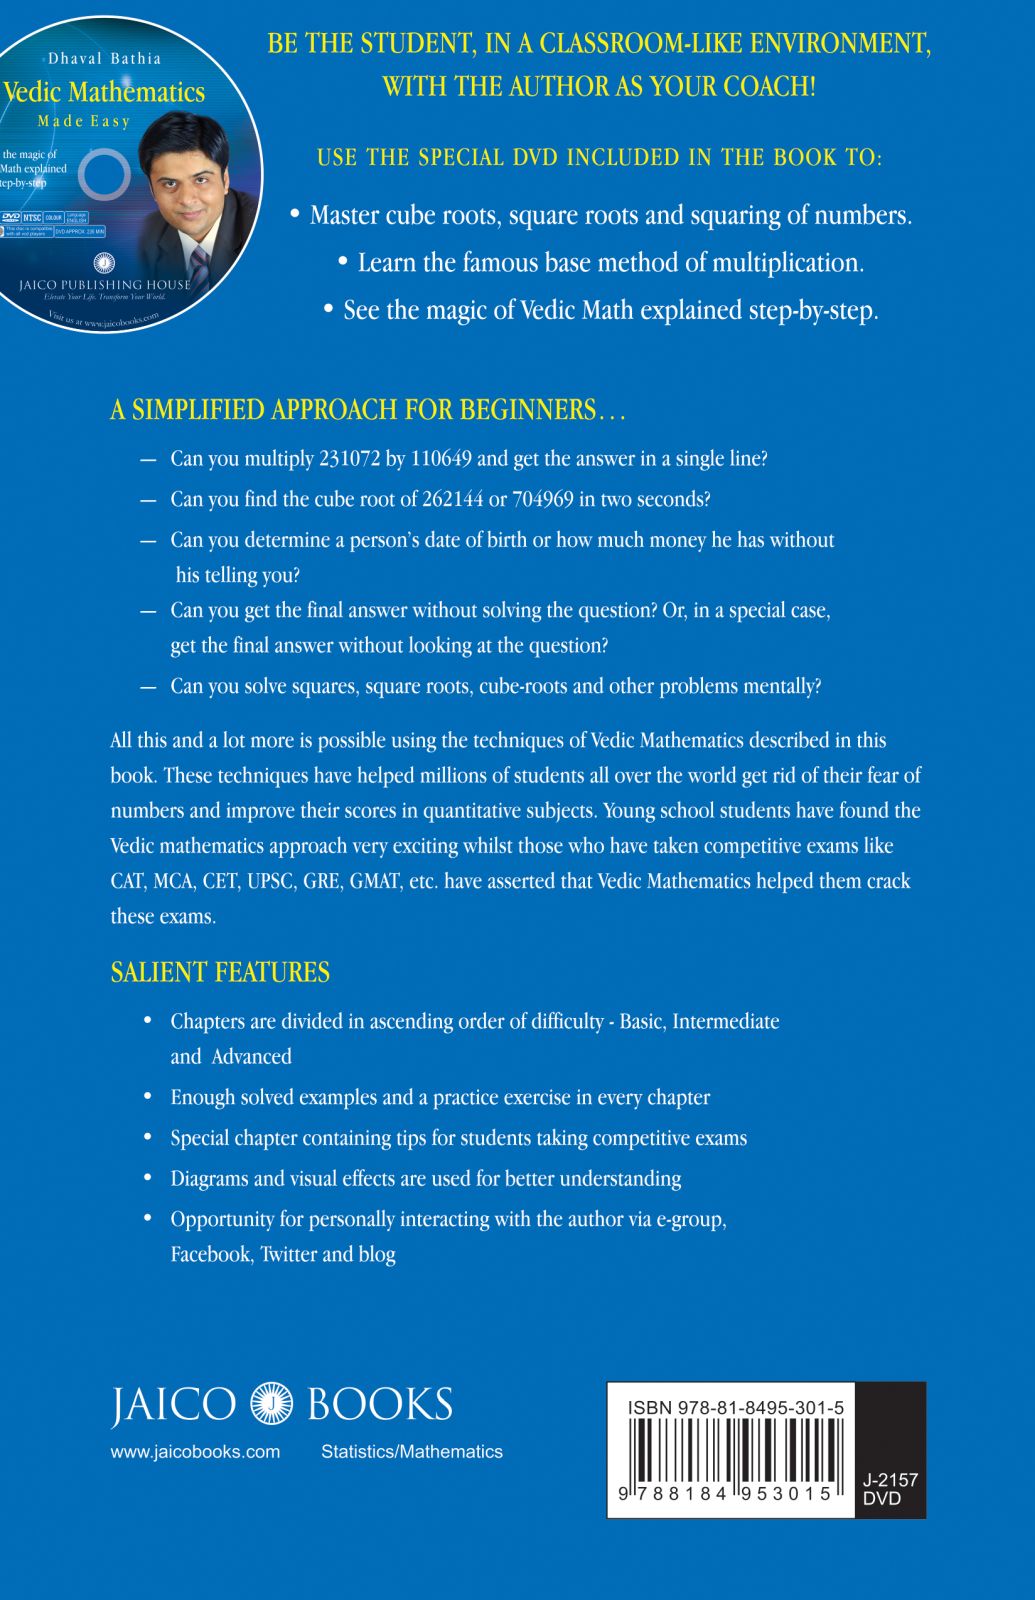 Dhaval Bathia
Vedic Mathematics
Made Easy
the magic of
Math explained
tep-by-step
DVD NTSC COLOUR Language ENGLISH
This disc is compatible
with all dvd players
DVD APPROX. 235 MIN
JAICO PUBLISHING HOUSE
Elevate Your Life. Transform Your World.
Visit us at www.jaicobooks.com
BE THE STUDENT, IN A CLASSROOM-LIKE ENVIRONMENT,
WITH THE AUTHOR AS YOUR COACH!
USE THE SPECIAL DVD INCLUDED IN THE BOOK TO:
• Master cube roots, square roots and squaring of numbers.
• Learn the famous base method of multiplication.
• See the magic of Vedic Math explained step-by-step.
A SIMPLIFIED APPROACH FOR BEGINNERS...
— Can you multiply 231072 by 110649 and get the answer in a single line?
— Can you find the cube root of 262144 or 704969 in two seconds?
— Can you determine a person's date of birth or how much money he has without
his telling you?
— Can you get the final answer without solving the question? Or, in a special case,
get the final answer without looking at the question?
— Can you solve squares, square roots, cube-roots and other problems mentally?
All this and a lot more is possible using the techniques of Vedic Mathematics described in this
book. These techniques have helped millions of students all over the world get rid of their fear of
numbers and improve their scores in quantitative subjects. Young school students have found the
Vedic mathematics approach very exciting whilst those who have taken competitive exams like
CAT, MCA, CET, UPSC, GRE, GMAT, etc. have asserted that Vedic Mathematics helped them crack
these exams.
SALIENT FEATURES
• Chapters are divided in ascending order of difficulty - Basic, Intermediate
and Advanced
• Enough solved examples and a practice exercise in every chapter
• Special chapter containing tips for students taking competitive exams
• Diagrams and visual effects are used for better understanding
• Opportunity for personally interacting with the author via e-group,
Facebook, Twitter and blog
JAICO J BOOKS
www.jaicobooks.com Statistics/Mathematics
ISBN 978-81-8495-301-5
9 788184 953015
J-2157
DVD